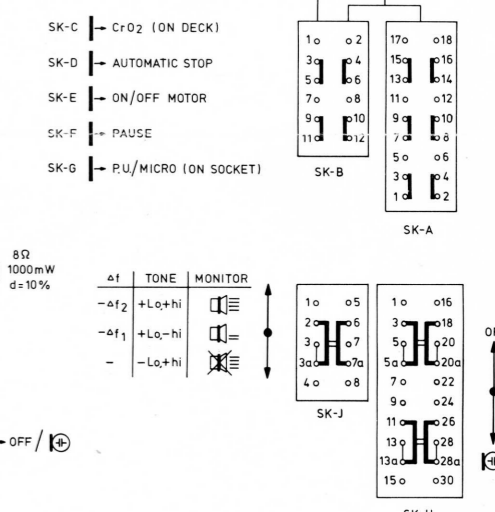 SK-C CrO2 (ON DECK)
SK-D AUTOMATIC STOP
SK-E ON/OFF MOTOR
SK-F PAUSE
SK-G P.U./MICRO (ON SOCKET)
1 2
3 4
5 6
7 8
9 10
11 12
SK-B
17 18
15 16
13 14
11 12
9 10
7 8
5 6
3 4
1 2
SK-A
8Ω
1000mW
d=10%
Δf TONE MONITOR
-Δf2 +Lo,+hi
-Δf1 +Lo,-hi
- -Lo,+hi
1 5
2 6
3 7
3a 7a
4 8
SK-J
1 16
3 18
5 20
5a 20a
7 22
9 24
11 26
13 28
13a 28a
15 30
OFF /